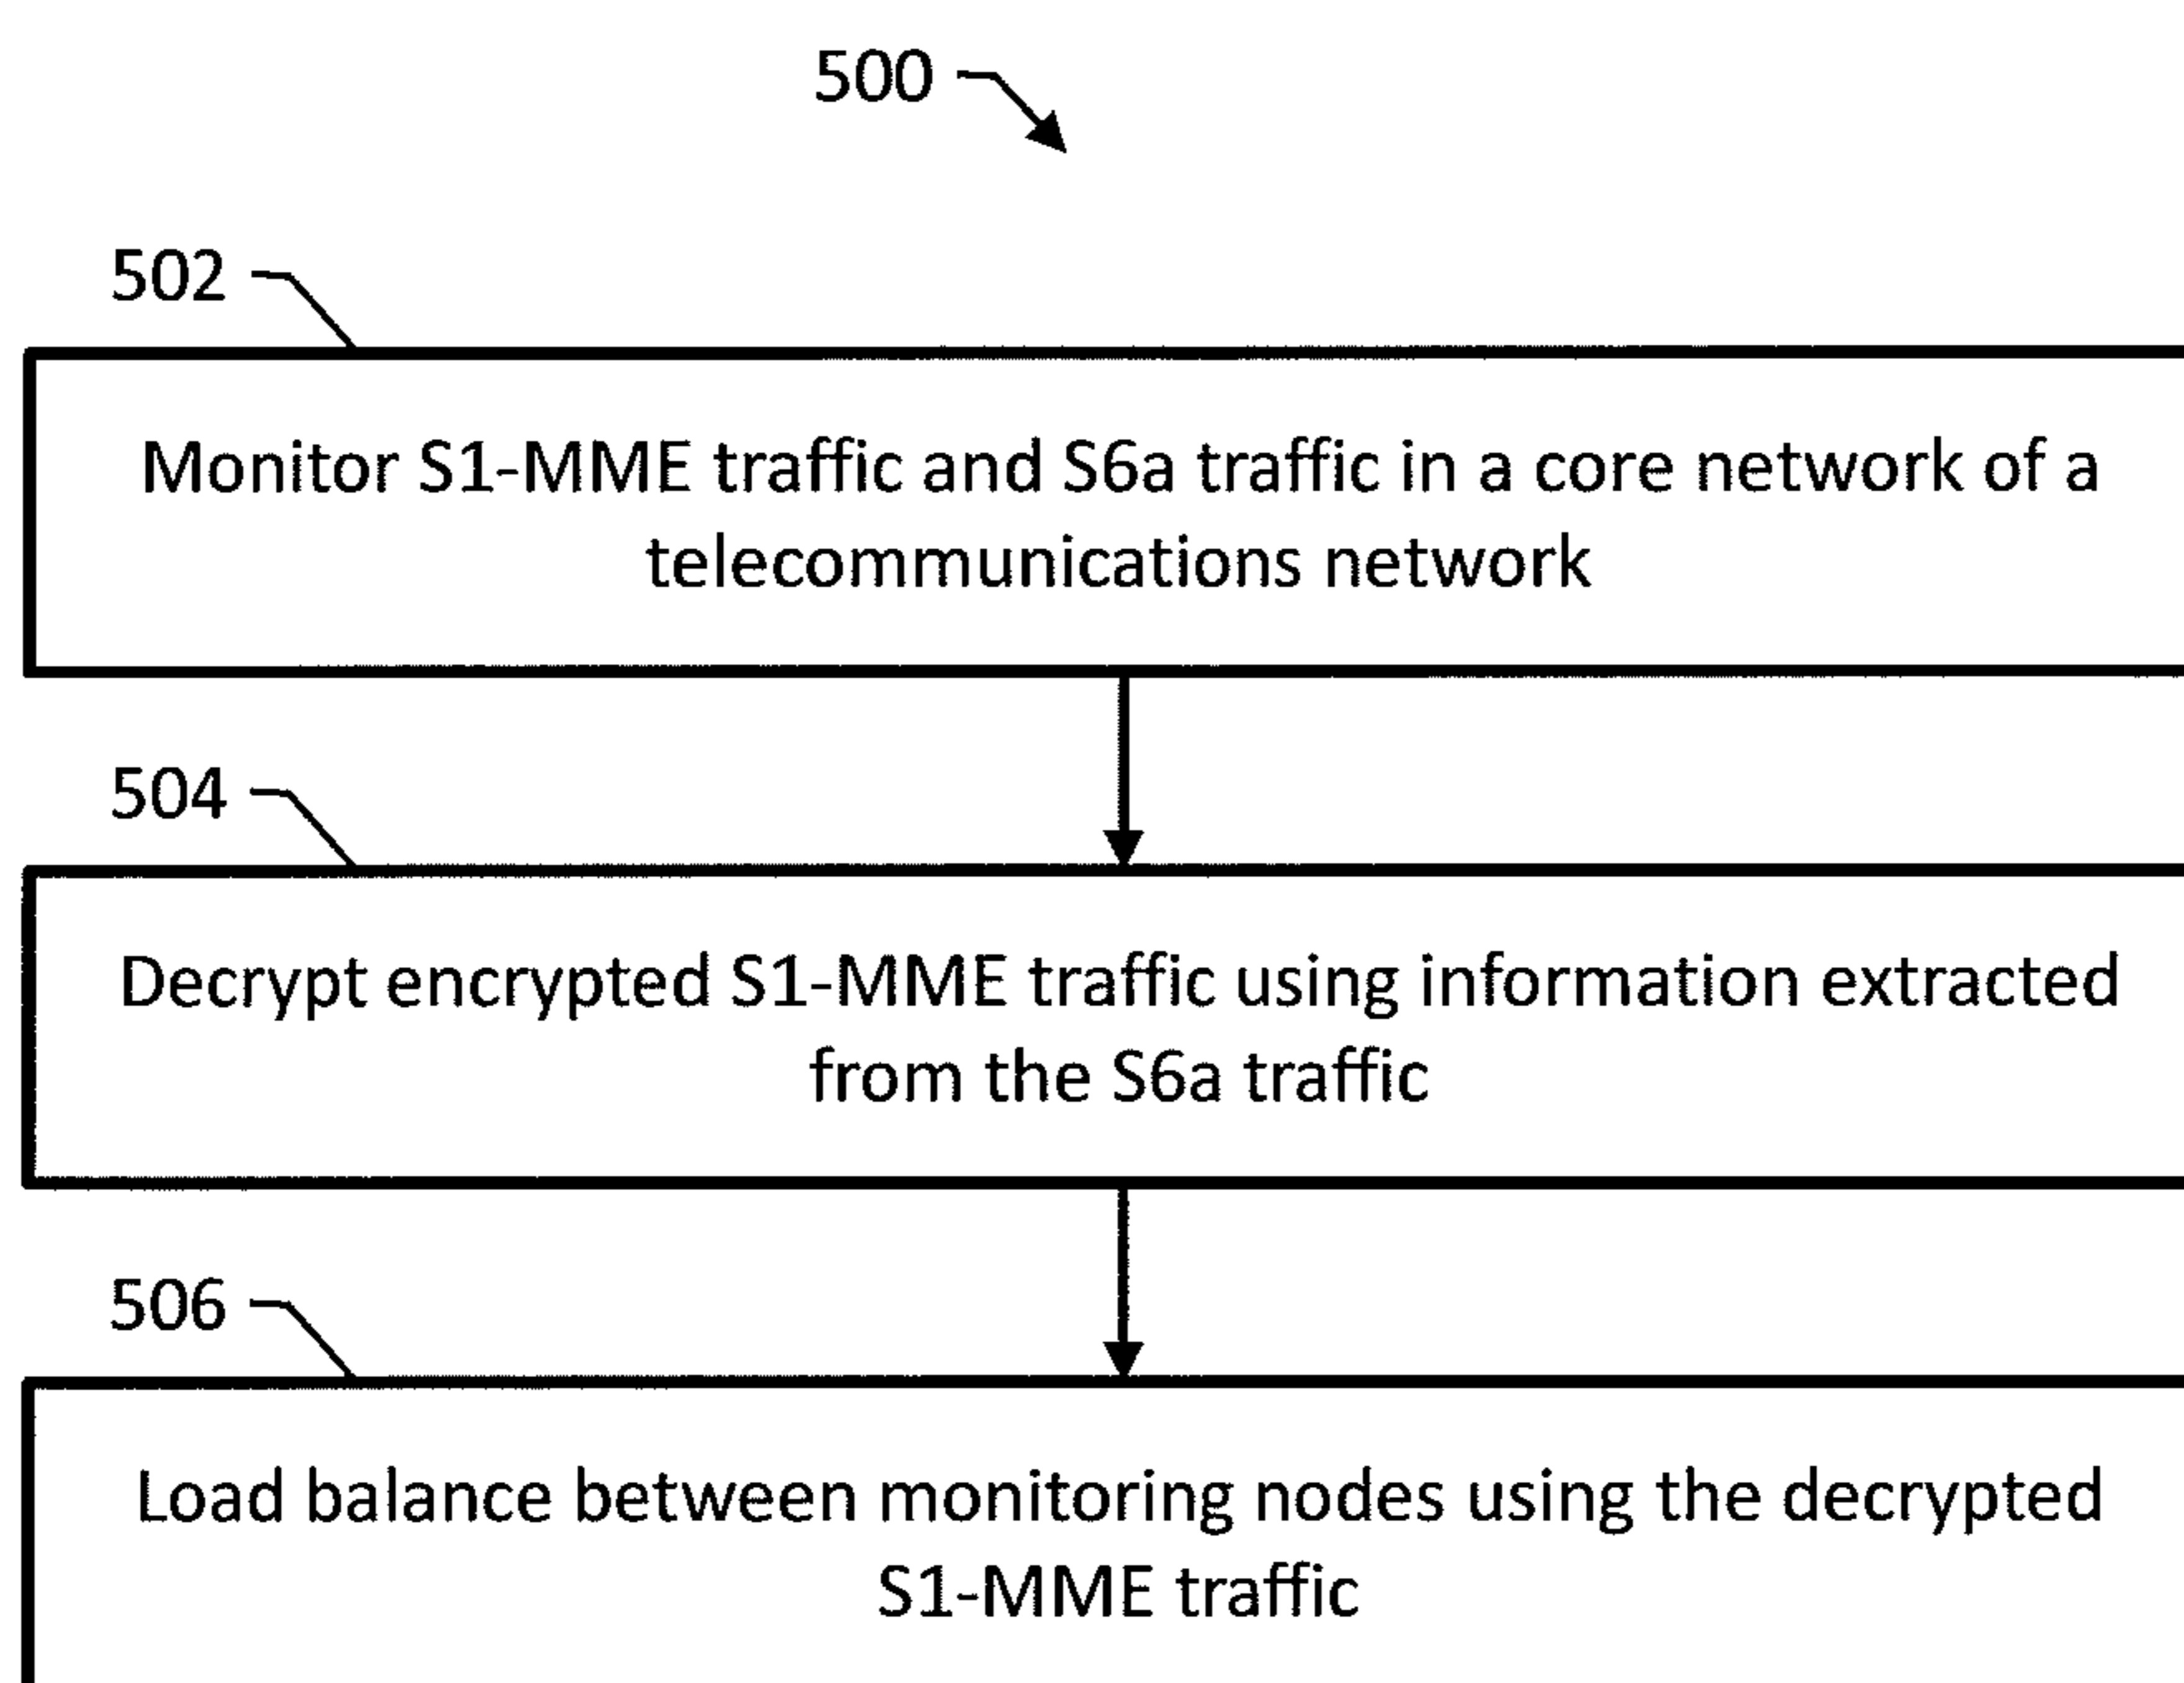 500
502
Monitor S1-MME traffic and S6a traffic in a core network of a
telecommunications network
504
Decrypt encrypted S1-MME traffic using information extracted
from the S6a traffic
506
Load balance between monitoring nodes using the decrypted
S1-MME traffic